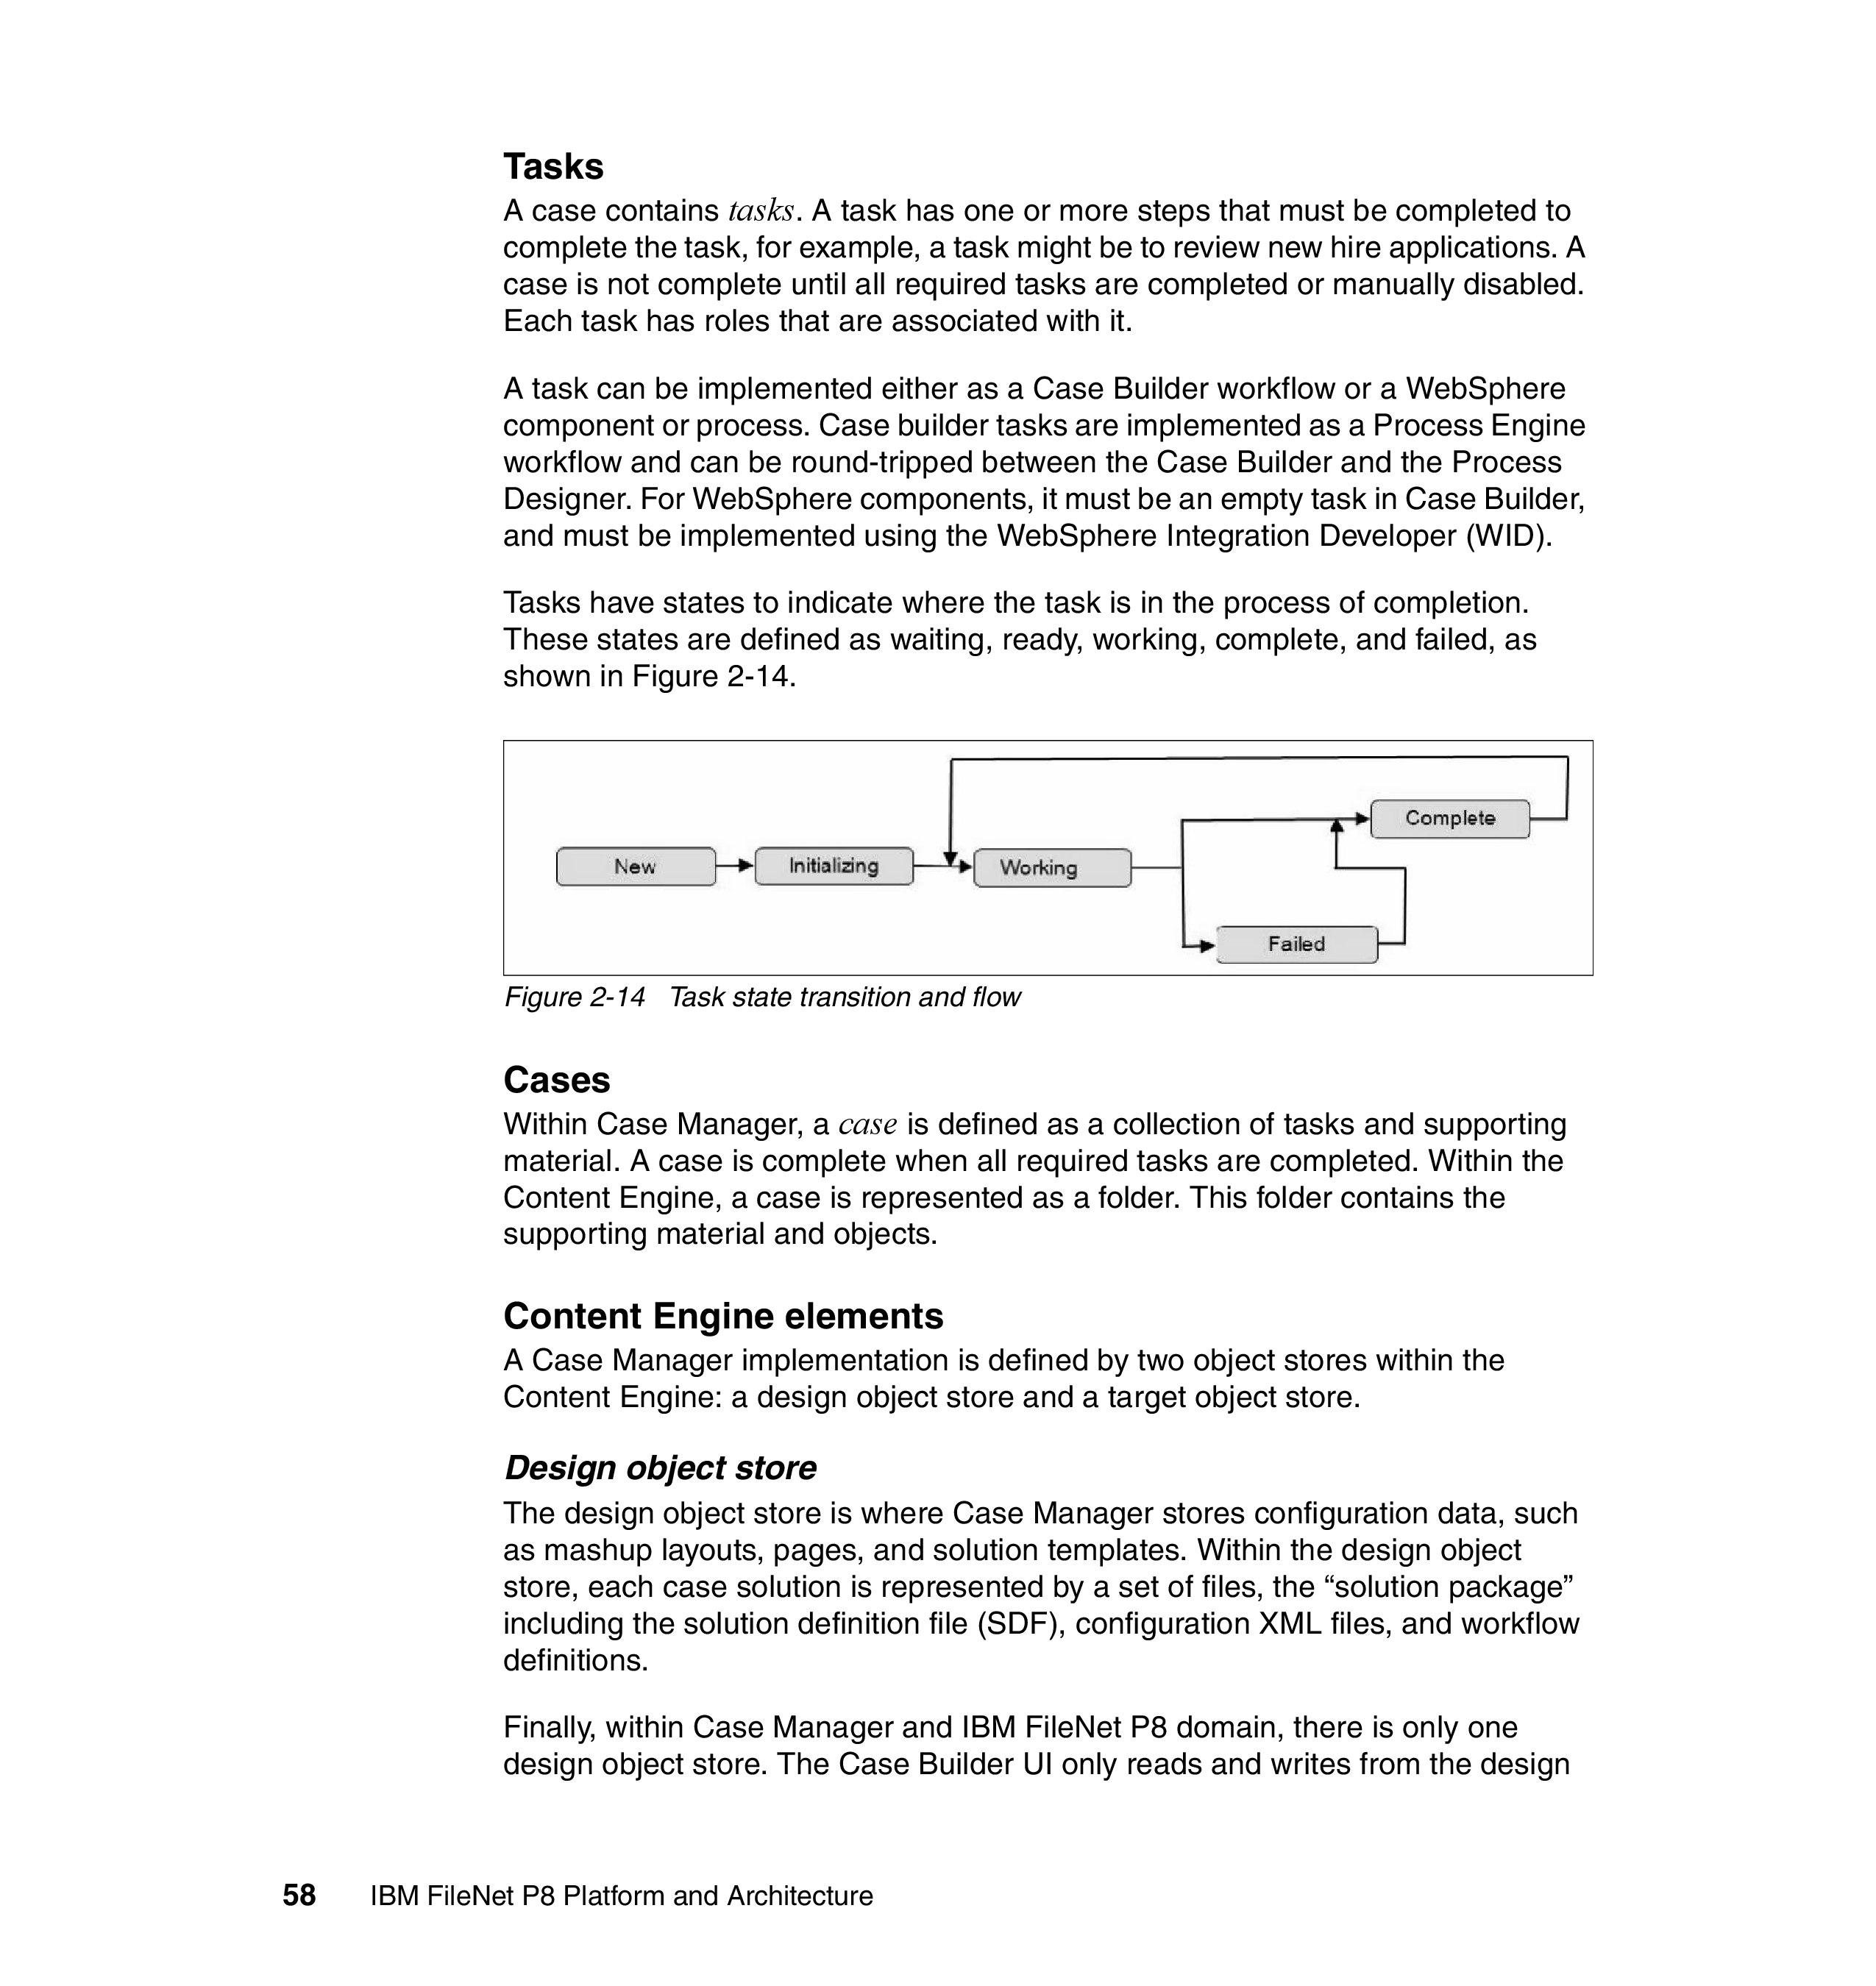 Tasks
A case contains tasks. A task has one or more steps that must be completed to
complete the task, for example, a task might be to review new hire applications. A
case is not complete until all required tasks are completed or manually disabled.
Each task has roles that are associated with it.
A task can be implemented either as a Case Builder workflow or a WebSphere
component or process. Case builder tasks are implemented as a Process Engine
workflow and can be round-tripped between the Case Builder and the Process
Designer. For WebSphere components, it must be an empty task in Case Builder,
and must be implemented using the WebSphere Integration Developer (WID).
Tasks have states to indicate where the task is in the process of completion.
These states are defined as waiting, ready, working, complete, and failed, as
shown in Figure 2-14.
New
Initializing
Working
Complete
Failed
Figure 2-14 Task state transition and flow
Cases
Within Case Manager, a case is defined as a collection of tasks and supporting
material. A case is complete when all required tasks are completed. Within the
Content Engine, a case is represented as a folder. This folder contains the
supporting material and objects.
Content Engine elements
A Case Manager implementation is defined by two object stores within the
Content Engine: a design object store and a target object store.
Design object store
The design object store is where Case Manager stores configuration data, such
as mashup layouts, pages, and solution templates. Within the design object
store, each case solution is represented by a set of files, the “solution package”
including the solution definition file (SDF), configuration XML files, and workflow
definitions.
Finally, within Case Manager and IBM FileNet P8 domain, there is only one
design object store. The Case Builder UI only reads and writes from the design
58 IBM FileNet P8 Platform and Architecture